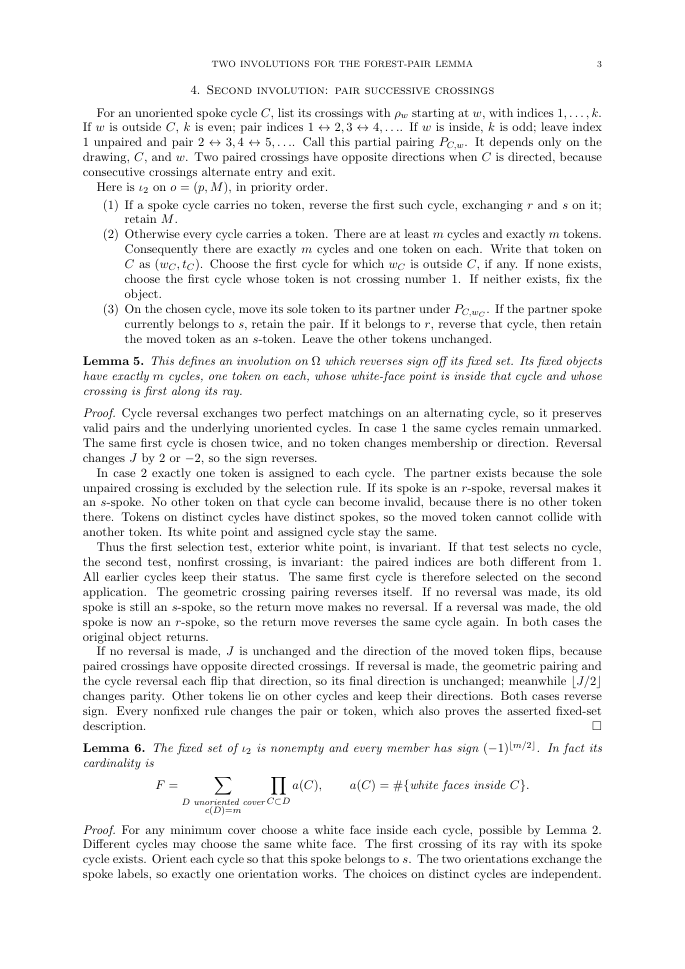 TWO INVOLUTIONS FOR THE FOREST-PAIR LEMMA 3
4. Second involution: pair successive crossings
For an unoriented spoke cycle C, list its crossings with ρ_w starting at w, with indices 1, . . . , k.
If w is outside C, k is even; pair indices 1 ↔ 2, 3 ↔ 4, . . .. If w is inside, k is odd; leave index
1 unpaired and pair 2 ↔ 3, 4 ↔ 5, . . .. Call this partial pairing P_{C,w}. It depends only on the
drawing, C, and w. Two paired crossings have opposite directions when C is directed, because
consecutive crossings alternate entry and exit.
Here is ι_2 on o = (p, M), in priority order.
(1) If a spoke cycle carries no token, reverse the first such cycle, exchanging r and s on it;
retain M.
(2) Otherwise every cycle carries a token. There are at least m cycles and exactly m tokens.
Consequently there are exactly m cycles and one token on each. Write that token on
C as (w_C, t_C). Choose the first cycle for which w_C is outside C, if any. If none exists,
choose the first cycle whose token is not crossing number 1. If neither exists, fix the
object.
(3) On the chosen cycle, move its sole token to its partner under P_{C,w_C}. If the partner spoke
currently belongs to s, retain the pair. If it belongs to r, reverse that cycle, then retain
the moved token as an s-token. Leave the other tokens unchanged.
Lemma 5. This defines an involution on Ω which reverses sign off its fixed set. Its fixed objects
have exactly m cycles, one token on each, whose white-face point is inside that cycle and whose
crossing is first along its ray.
Proof. Cycle reversal exchanges two perfect matchings on an alternating cycle, so it preserves
valid pairs and the underlying unoriented cycles. In case 1 the same cycles remain unmarked.
The same first cycle is chosen twice, and no token changes membership or direction. Reversal
changes J by 2 or −2, so the sign reverses.
In case 2 exactly one token is assigned to each cycle. The partner exists because the sole
unpaired crossing is excluded by the selection rule. If its spoke is an r-spoke, reversal makes it
an s-spoke. No other token on that cycle can become invalid, because there is no other token
there. Tokens on distinct cycles have distinct spokes, so the moved token cannot collide with
another token. Its white point and assigned cycle stay the same.
Thus the first selection test, exterior white point, is invariant. If that test selects no cycle,
the second test, nonfirst crossing, is invariant: the paired indices are both different from 1.
All earlier cycles keep their status. The same first cycle is therefore selected on the second
application. The geometric crossing pairing reverses itself. If no reversal was made, its old
spoke is still an s-spoke, so the return move makes no reversal. If a reversal was made, the old
spoke is now an r-spoke, so the return move reverses the same cycle again. In both cases the
original object returns.
If no reversal is made, J is unchanged and the direction of the moved token flips, because
paired crossings have opposite directed crossings. If reversal is made, the geometric pairing and
the cycle reversal each flip that direction, so its final direction is unchanged; meanwhile ⌊J/2⌋
changes parity. Other tokens lie on other cycles and keep their directions. Both cases reverse
sign. Every nonfixed rule changes the pair or token, which also proves the asserted fixed-set
description. □
Lemma 6. The fixed set of ι_2 is nonempty and every member has sign (−1)^{⌊m/2⌋}. In fact its
cardinality is
F = ∑_{D unoriented cover c(D)=m} ∏_{C⊂D} a(C), a(C) = #{white faces inside C}.
Proof. For any minimum cover choose a white face inside each cycle, possible by Lemma 2.
Different cycles may choose the same white face. The first crossing of its ray with its spoke
cycle exists. Orient each cycle so that this spoke belongs to s. The two orientations exchange the
spoke labels, so exactly one orientation works. The choices on distinct cycles are independent.